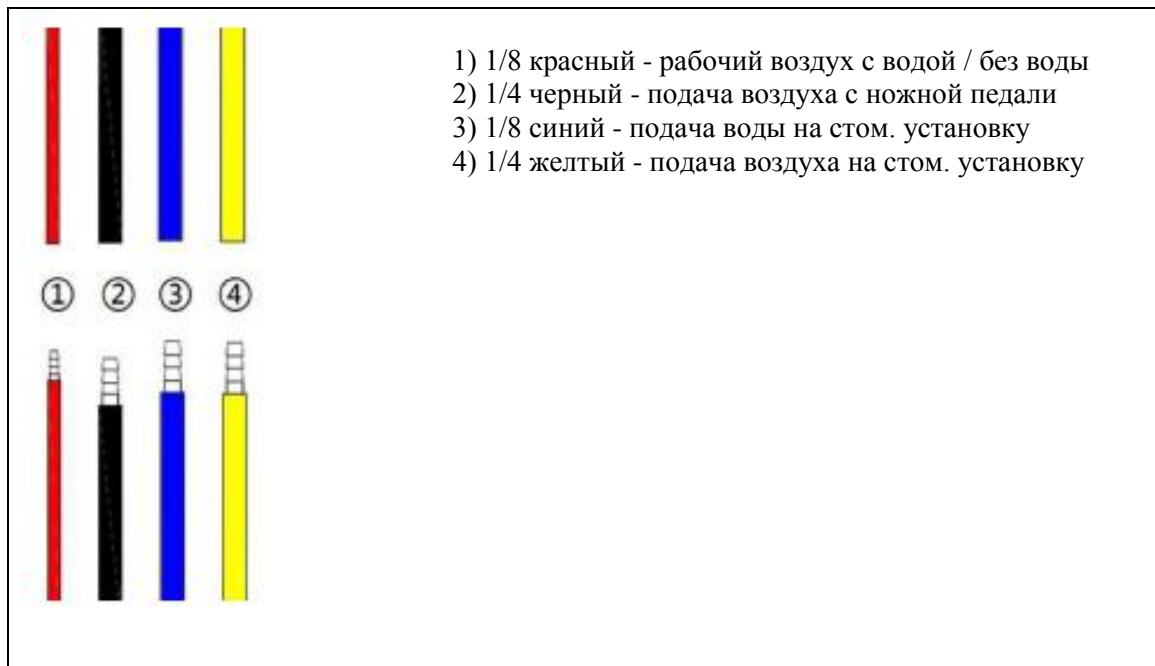 1) 1/8 красный - рабочий воздух с водой / без воды
2) 1/4 черный - подача воздуха с ножной педали
3) 1/8 синий - подача воды на стом. установку
4) 1/4 желтый - подача воздуха на стом. установку
① ② ③ ④